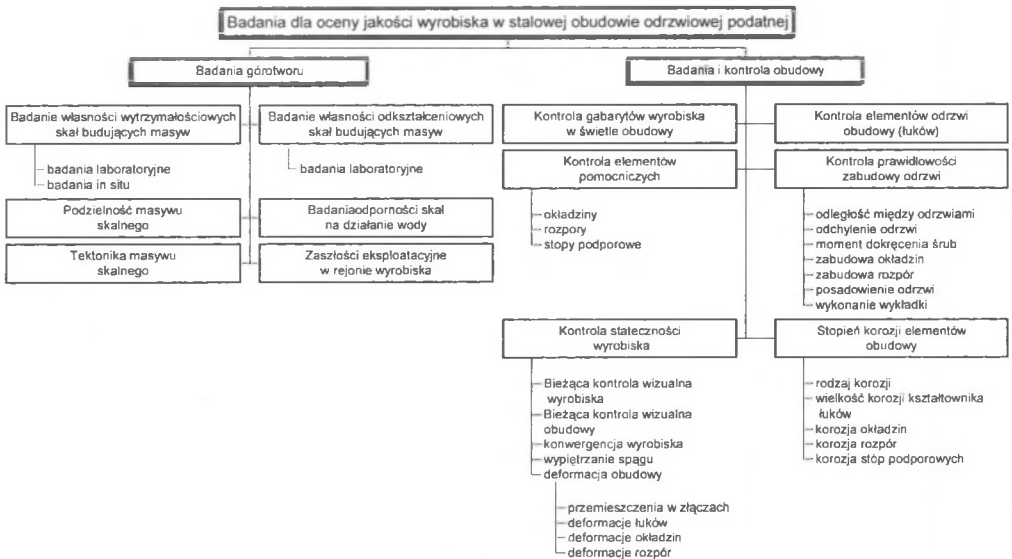 Badania dla oceny jakości wyrobiska w stalowej obudowie odrzwiowej podatnej
Badania górotworu
Badanie własności wytrzymałościowych
skał budujących masyw
badania laboratoryjne
badania in situ
Badanie własności odkształceniowych
skał budujących masyw
badania laboratoryjne
Podzielność masywu
skalnego
Badaniaodporności skał
na działanie wody
Tektonika masywu
skalnego
Zaszłości eksploatacyjne
w rejonie wyrobiska
Badania i kontrola obudowy
Kontrola gabarytów wyrobiska
w świetle obudowy
Kontrola elementów odrzwi
obudowy (łuków)
Kontrola elementów
pomocniczych
okładziny
rozpory
stopy podporowe
Kontrola prawidłowości
zabudowy odrzwi
odległość między odrzwiami
odchylenie odrzwi
moment dokręcenia śrub
zabudowa okładzin
zabudowa rozpór
posadowienie odrzwi
wykonanie wykładki
Kontrola stateczności
wyrobiska
Bieżąca kontrola wizualna
wyrobiska
Bieżąca kontrola wizualna
obudowy
konwergencja wyrobiska
wypiętrzanie spągu
deformacja obudowy
przemieszczenia w złączach
deformacje łuków
deformacje okładzin
deformacje rozpór
Stopień korozji elementów
obudowy
rodzaj korozji
wielkość korozji kształtownika
łuków
korozja okładzin
korozja rozpór
korozja stóp podporowych